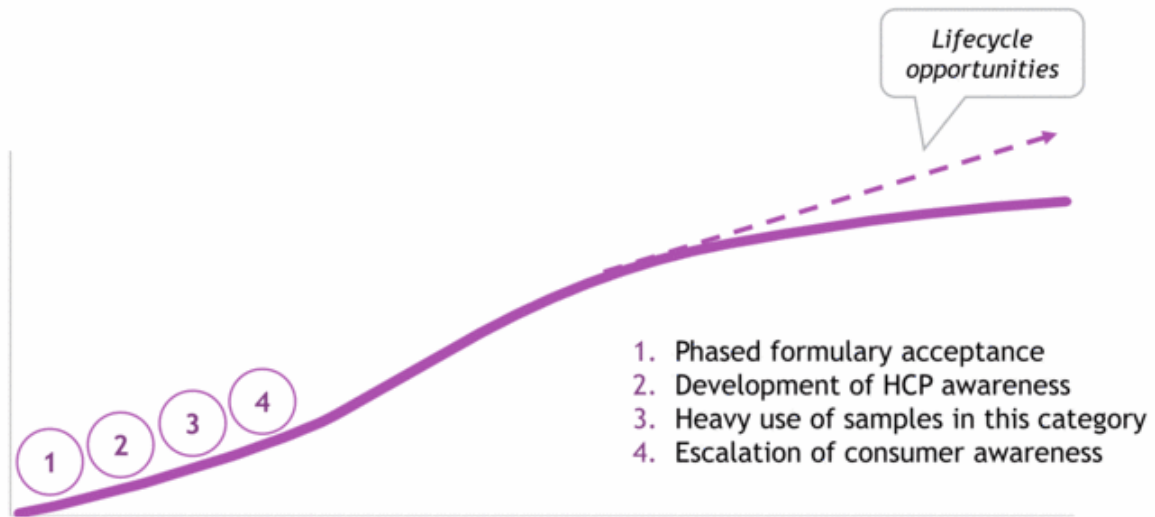 Lifecycle
opportunities
1
2
3
4
1. Phased formulary acceptance
2. Development of HCP awareness
3. Heavy use of samples in this category
4. Escalation of consumer awareness